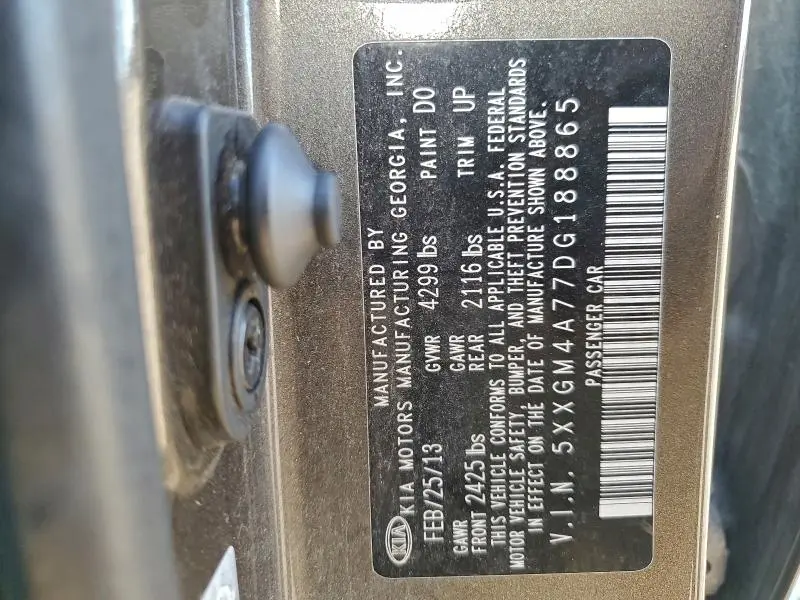 MANUFACTURED BY
KIA KIA MOTORS MANUFACTURING GEORGIA, INC.
FEB/25/13 GVWR 4299 lbs PAINT D0
GAWR FRONT 2425 lbs GAWR REAR 2116 lbs TRIM UP
THIS VEHICLE CONFORMS TO ALL APPLICABLE U.S.A. FEDERAL
MOTOR VEHICLE SAFETY, BUMPER, AND THEFT PREVENTION STANDARDS
IN EFFECT ON THE DATE OF MANUFACTURE SHOWN ABOVE.
V.I.N. 5XXGM4A77DG188865
PASSENGER CAR